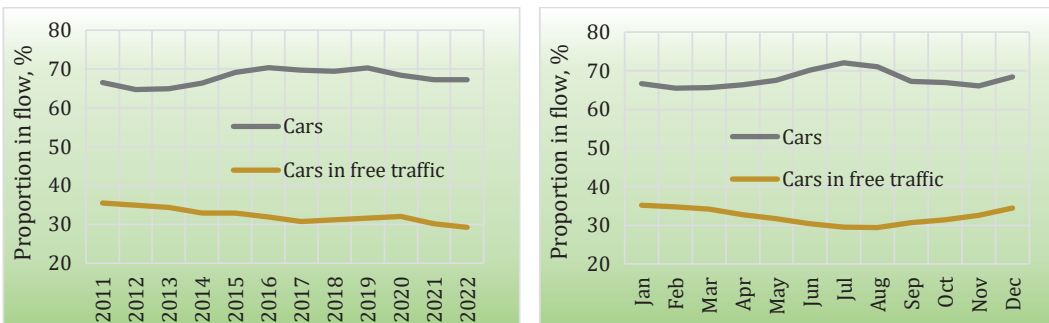 Proportion in flow, %
80
70
60
50
40
30
20
Cars
Cars in free traffic
2011
2012
2013
2014
2015
2016
2017
2018
2019
2020
2021
2022
Proportion in flow, %
80
70
60
50
40
30
20
Cars
Cars in free traffic
Jan
Feb
Mar
Apr
May
Jun
Jul
Aug
Sep
Oct
Nov
Dec